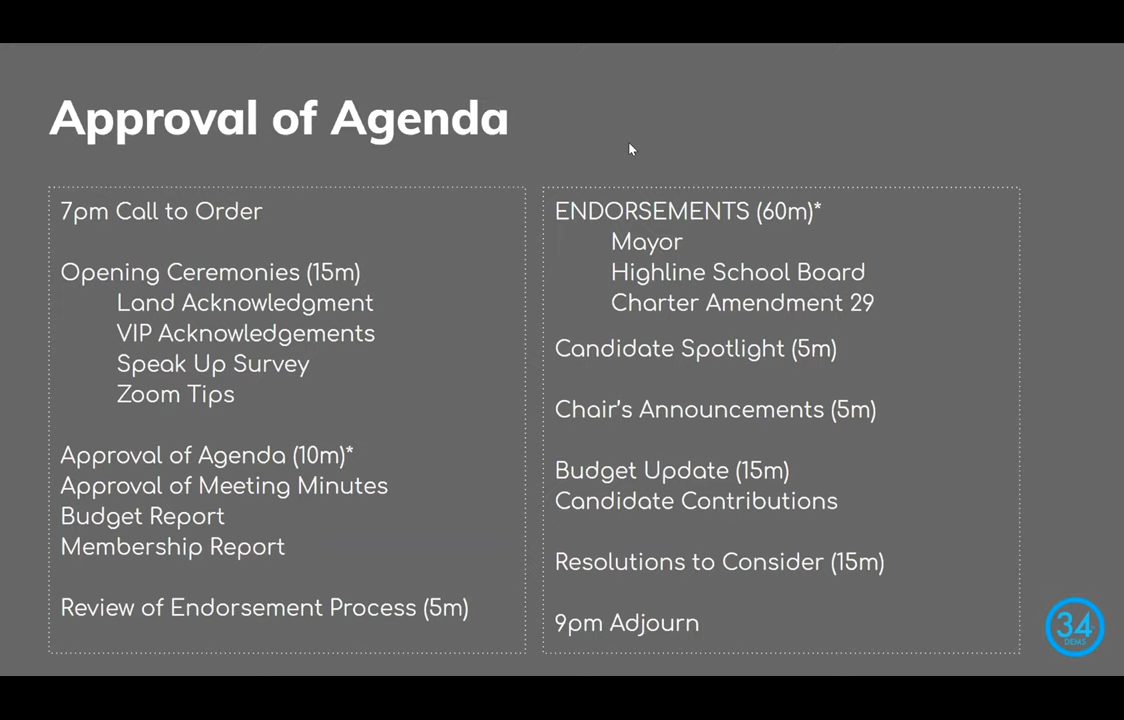 Approval of Agenda
7pm Call to Order
Opening Ceremonies (15m)
Land Acknowledgment
VIP Acknowledgements
Speak Up Survey
Zoom Tips
Approval of Agenda (10m)*
Approval of Meeting Minutes
Budget Report
Membership Report
Review of Endorsement Process (5m)
ENDORSEMENTS (60m)*
Mayor
Highline School Board
Charter Amendment 29
Candidate Spotlight (5m)
Chair's Announcements (5m)
Budget Update (15m)
Candidate Contributions
Resolutions to Consider (15m)
9pm Adjourn
34
DEMS